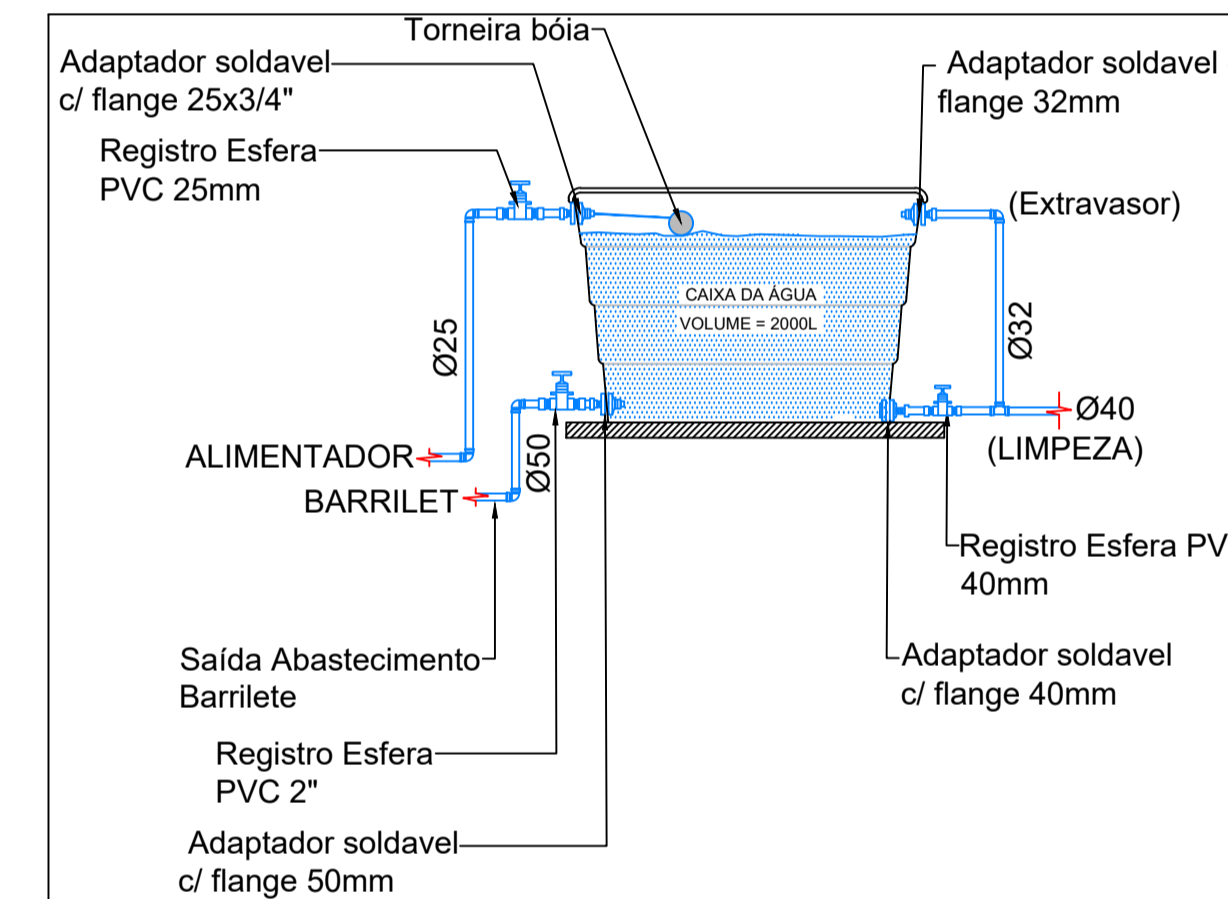 Torneira bóia
Adaptador soldavel
c/ flange 25x3/4"
Adaptador soldavel
flange 32mm
Registro Esfera
PVC 25mm
(Extravasor)
CAIXA DA ÁGUA
VOLUME = 2000L
Ø25
Ø32
Ø40
(LIMPEZA)
ALIMENTADOR
Ø50
BARRILET
Registro Esfera PV
40mm
Saída Abastecimento
Barrilete
Adaptador soldavel
c/ flange 40mm
Registro Esfera
PVC 2"
Adaptador soldavel
c/ flange 50mm